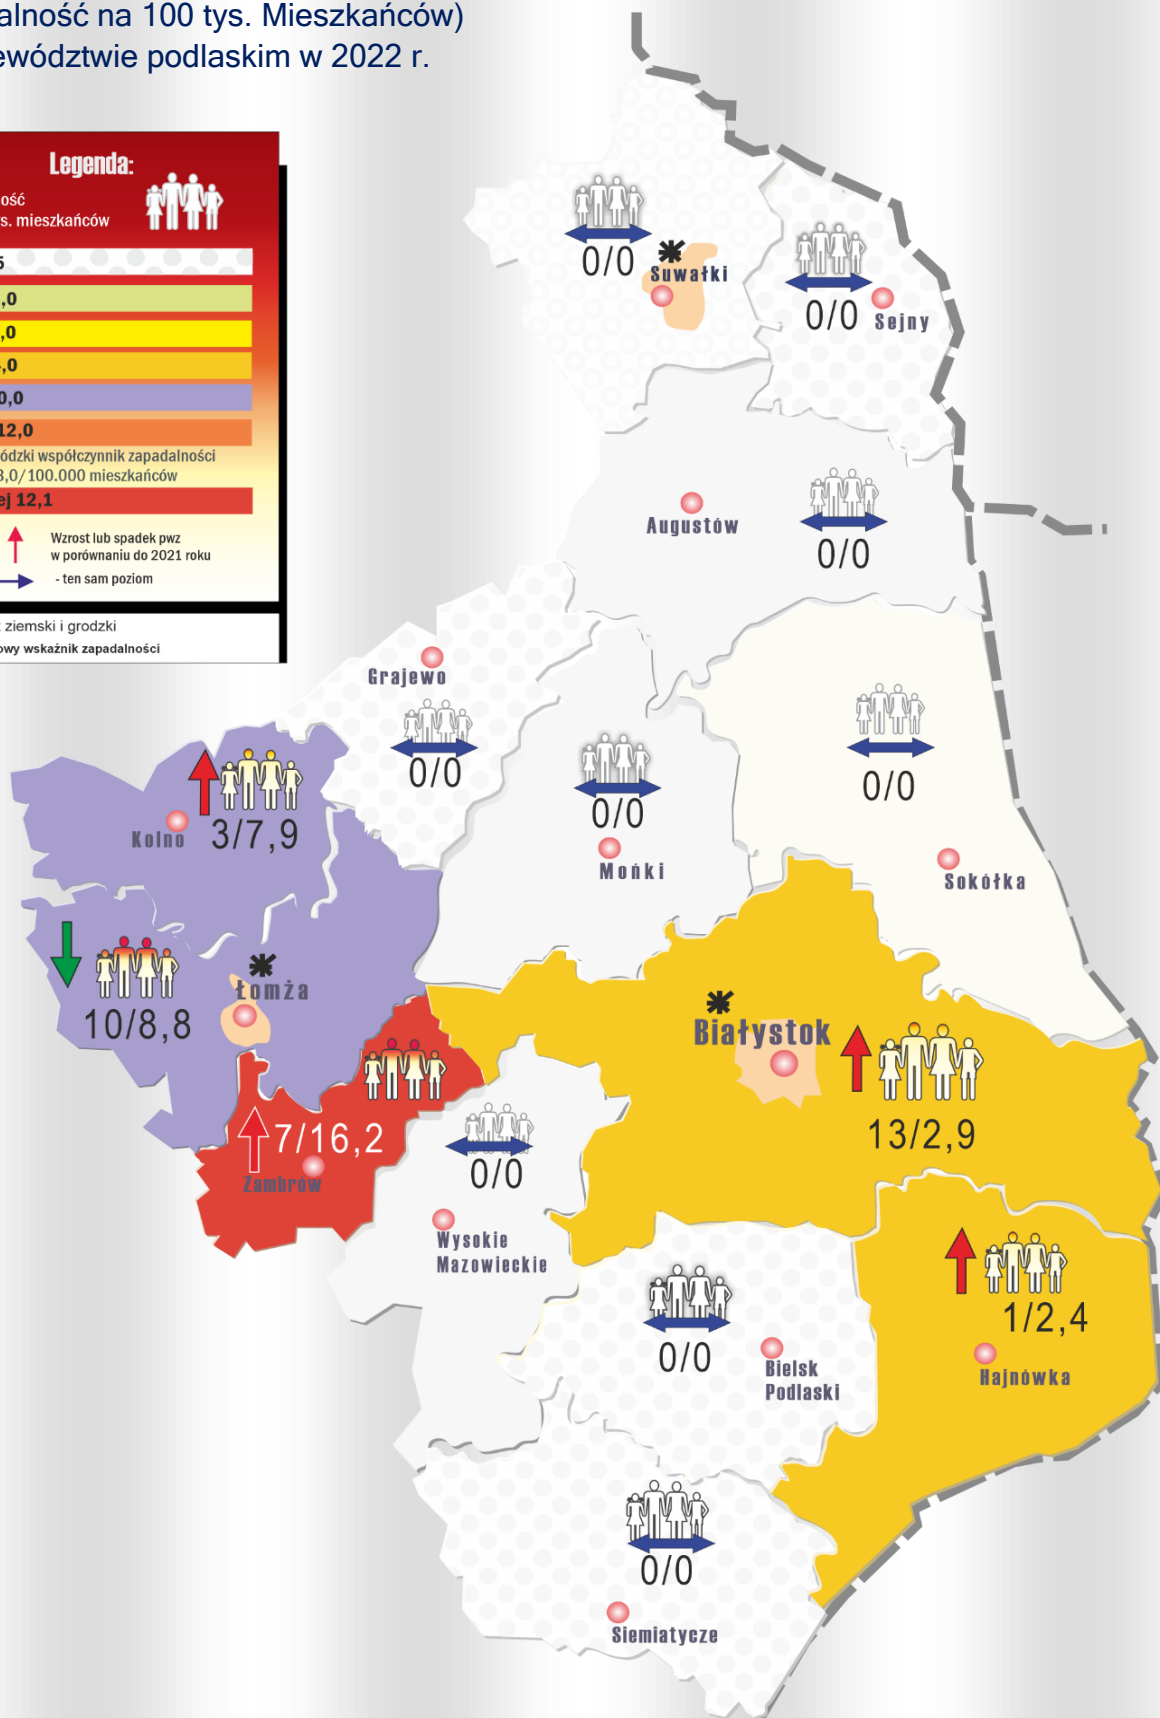 alność na 100 tys. Mieszkańców)
ewództwie podlaskim w 2022 r.
Legenda:
ność
ys. mieszkańców
5
,0
,0
,0
0,0
12,0
ódzki współczynnik zapadalności
3,0/100.000 mieszkańców
ej 12,1
Wzrost lub spadek pwz
w porównaniu do 2021 roku
- ten sam poziom
t ziemski i grodzki
owy wskaźnik zapadalności
0/0
Suwałki
0/0
Sejny
Augustów
0/0
Grajewo
0/0
0/0
Mońki
0/0
Sokółka
Kolno
3/7,9
Łomża
10/8,8
Białystok
13/2,9
7/16,2
Zambrów
0/0
Wysokie
Mazowieckie
1/2,4
Hajnówka
0/0
Bielsk
Podlaski
0/0
Siemiatycze